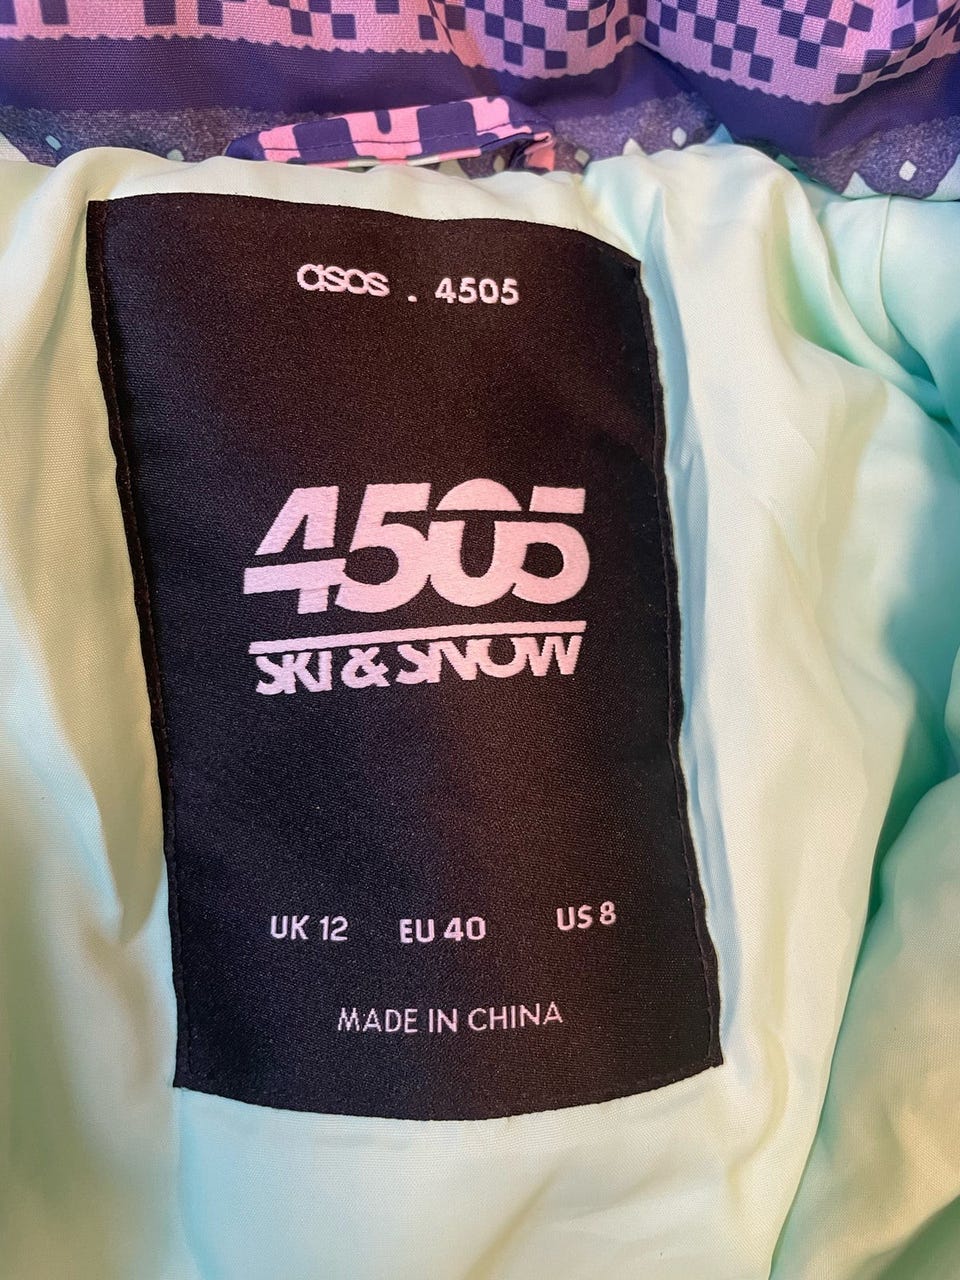 asos . 4505
4505
SKI & SNOW
UK 12 EU 40 US 8
MADE IN CHINA